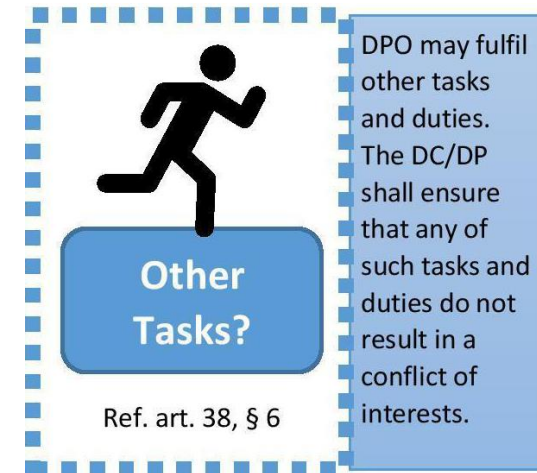 Other
Tasks?
Ref. art. 38, § 6
DPO may fulfil
other tasks
and duties.
The DC/DP
shall ensure
that any of
such tasks and
duties do not
result in a
conflict of
interests.